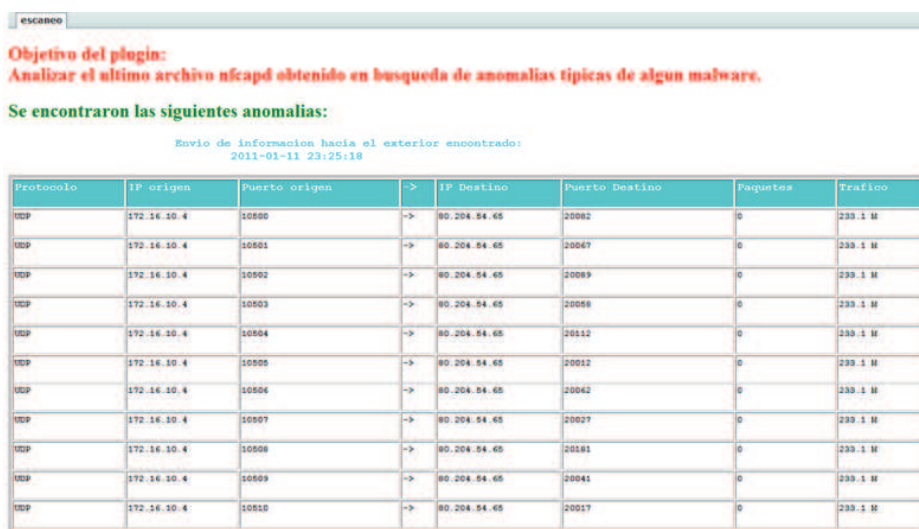 escaneo
Objetivo del plugin:
Analizar el ultimo archivo nfcapd obtenido en busqueda de anomalias tipicas de algun malware.
Se encontraron las siguientes anomalias:
Envio de informacion hacia el exterior encontrado:
2011-01-11 23:25:18
Protocolo IP origen Puerto origen -> IP Destino Puerto Destino Paquetes Trafico
UDP 172.16.10.4 10500 -> 80.204.54.65 20082 0 233.1 M
UDP 172.16.10.4 10501 -> 80.204.54.65 20067 0 233.1 M
UDP 172.16.10.4 10502 -> 80.204.54.65 20089 0 233.1 M
UDP 172.16.10.4 10503 -> 80.204.54.65 20058 0 233.1 M
UDP 172.16.10.4 10504 -> 80.204.54.65 20112 0 233.1 M
UDP 172.16.10.4 10505 -> 80.204.54.65 20012 0 233.1 M
UDP 172.16.10.4 10506 -> 80.204.54.65 20062 0 233.1 M
UDP 172.16.10.4 10507 -> 80.204.54.65 20027 0 233.1 M
UDP 172.16.10.4 10508 -> 80.204.54.65 20181 0 233.1 M
UDP 172.16.10.4 10509 -> 80.204.54.65 20041 0 233.1 M
UDP 172.16.10.4 10510 -> 80.204.54.65 20017 0 233.1 M